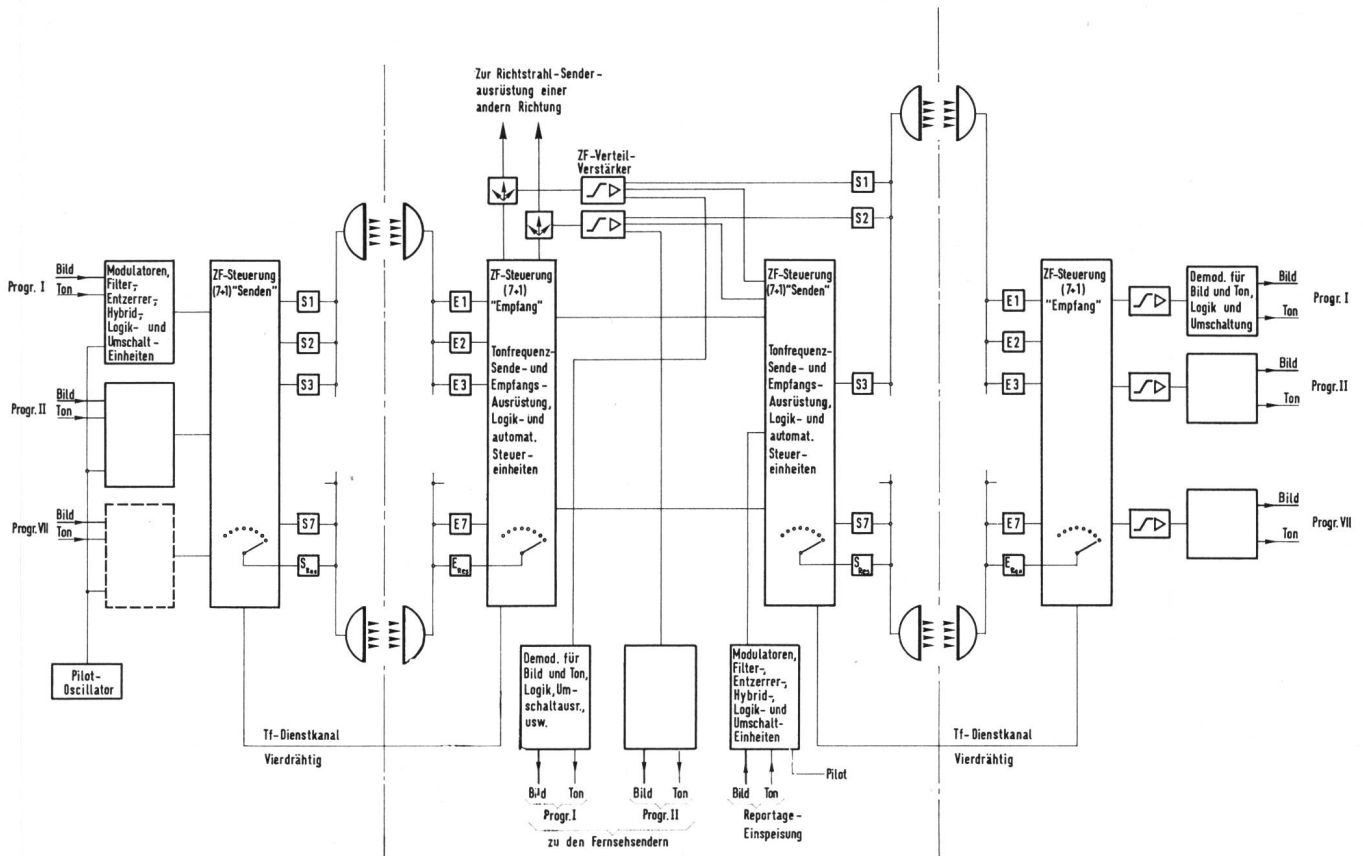 Zur Richtstrahl-Sender-
ausrüstung einer
andern Richtung
ZF-Verteil-
Verstärker
S1
S2
Progr. I
Bild
Ton
Modulatoren,
Filter-,
Entzerrer-,
Hybrid-,
Logik- und
Umschalt-
Einheiten
Progr. II
Bild
Ton
Progr. VII
Bild
Ton
Pilot-
Oscillator
ZF-Steuerung
(7+1) "Senden"
S1
S2
S3
S7
S Res
E1
E2
E3
E7
E Res
ZF-Steuerung
(7+1)
"Empfang"
Tonfrequenz-
Sende- und
Empfangs-
Ausrüstung,
Logik- und
automat.
Steuer-
einheiten
ZF-Steuerung
(7+1) "Senden"
Tonfrequenz-
Sende- und
Empfangs-
Ausrüstung,
Logik- und
automat.
Steuer-
einheiten
S3
S7
S Res
E1
E2
E3
E7
E Res
ZF-Steuerung
(7+1)
"Empfang"
Demod. für
Bild und Ton,
Logik und
Umschaltung
Bild
Ton
Progr. I
Bild
Ton
Progr. II
Bild
Ton
Progr. VII
Tf-Dienstkanal
Vierdrähtig
Demod. für
Bild und Ton,
Logik, Um-
schaltausr.,
usw.
Bild Ton
Progr. I
Bild Ton
Progr. II
zu den Fernsehsendern
Modulatoren,
Filter-,
Entzerrer-,
Hybrid-,
Logik- und
Umschalt-
Einheiten
Pilot
Bild Ton
Reportage-
Einspeisung
Tf-Dienstkanal
Vierdrähtig